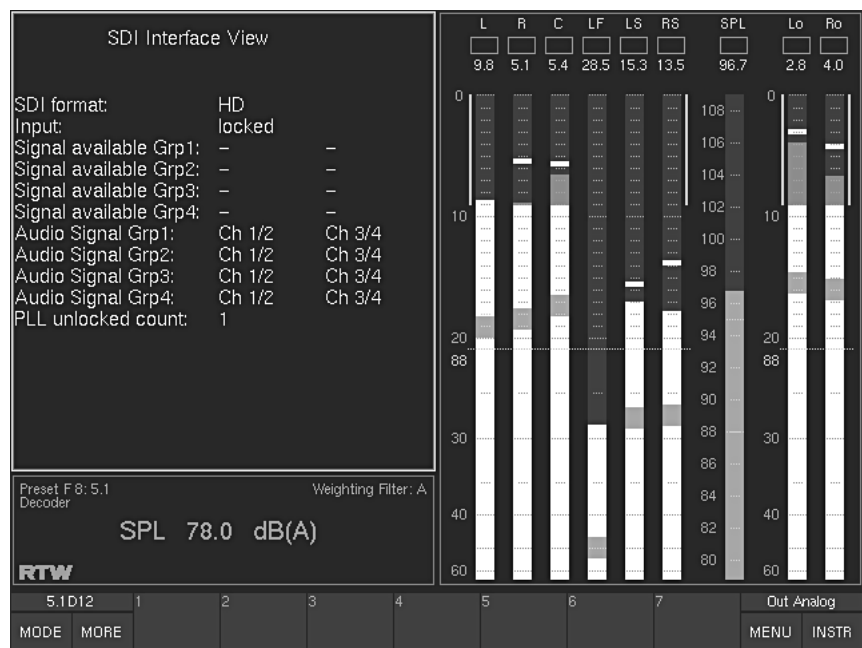 SDI Interface View
SDI format: HD
Input: locked
Signal available Grp1: – –
Signal available Grp2: – –
Signal available Grp3: – –
Signal available Grp4: – –
Audio Signal Grp1: Ch 1/2 Ch 3/4
Audio Signal Grp2: Ch 1/2 Ch 3/4
Audio Signal Grp3: Ch 1/2 Ch 3/4
Audio Signal Grp4: Ch 1/2 Ch 3/4
PLL unlocked count: 1
Preset F 8: 5.1 Weighting Filter: A
Decoder
SPL 78.0 dB(A)
RTW
L R C LF LS RS SPL Lo Ro
9.8 5.1 5.4 28.5 15.3 13.5 96.7 2.8 4.0
0 0
108
106
104
102
10 10
100
98
96
94
20 20
88 92 88
90
30 88 30
86
84
40 40
82
80
60 60
5.1D12 1 2 3 4 5 6 7 Out Analog
MODE MORE MENU INSTR